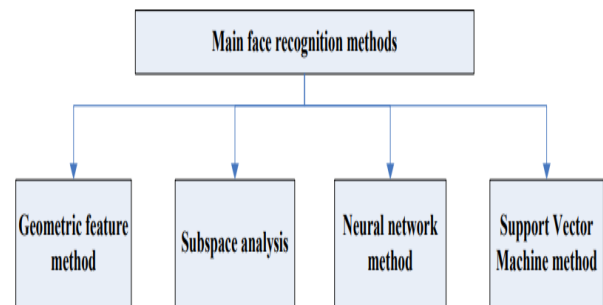 Main face recognition methods
Geometric feature
method
Subspace analysis
Neural network
method
Support Vector
Machine method